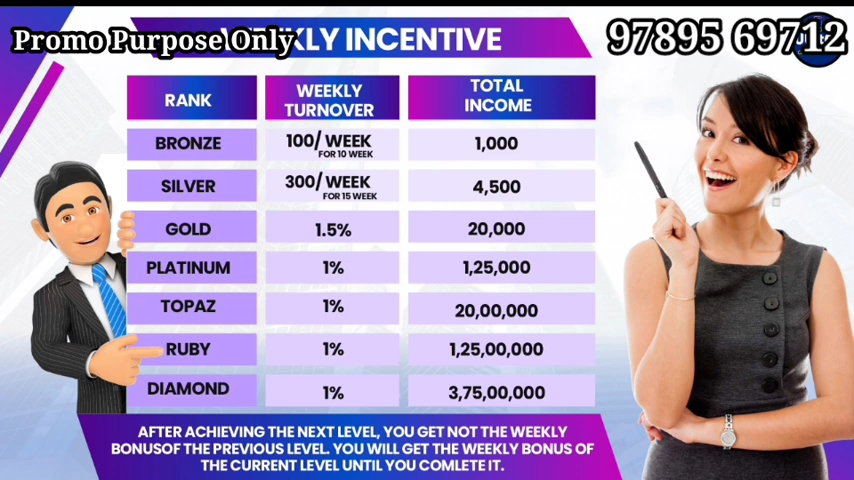 Promo Purpose Only
KLY INCENTIVE
97895 69712
RANK
WEEKLY
TURNOVER
TOTAL
INCOME
BRONZE
100/ WEEK
FOR 10 WEEK
1,000
SILVER
300/ WEEK
FOR 15 WEEK
4,500
GOLD
1.5%
20,000
PLATINUM
1%
1,25,000
TOPAZ
1%
20,00,000
RUBY
1%
1,25,00,000
DIAMOND
1%
3,75,00,000
AFTER ACHIEVING THE NEXT LEVEL, YOU GET NOT THE WEEKLY
BONUSOF THE PREVIOUS LEVEL. YOU WILL GET THE WEEKLY BONUS OF
THE CURRENT LEVEL UNTIL YOU COMLETE IT.